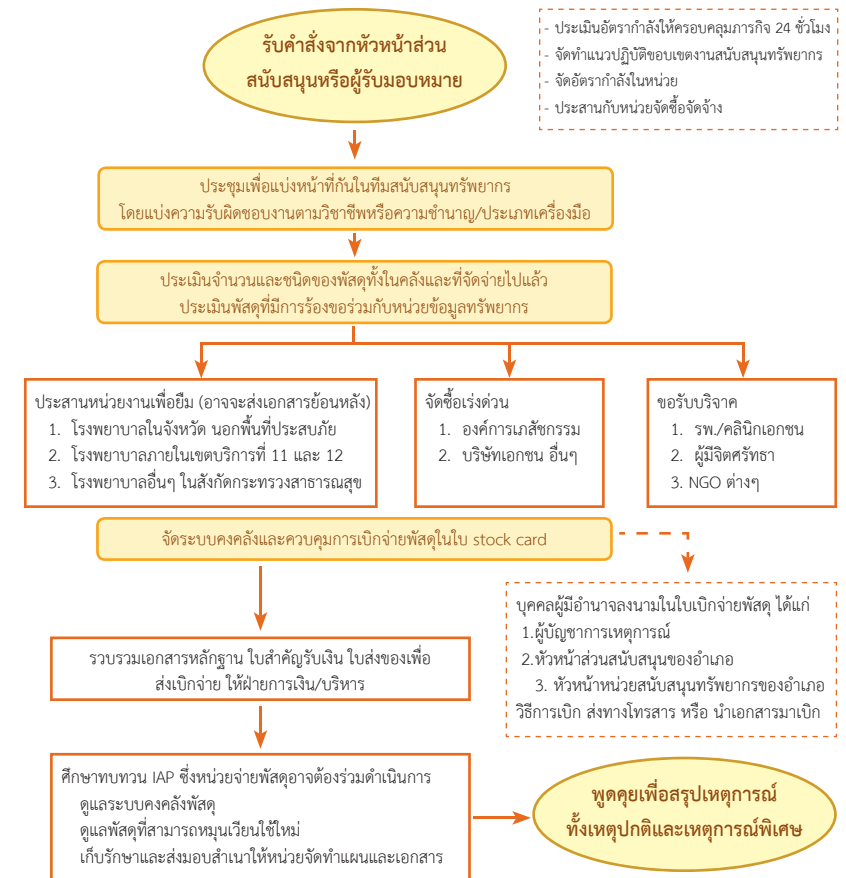 รับคำสั่งจากหัวหน้าส่วน
สนับสนุนหรือผู้รับมอบหมาย
- ประเมินอัตรากำลังให้ครอบคลุมภารกิจ 24 ชั่วโมง
- จัดทำแนวปฏิบัติขอบเขตงานสนับสนุนทรัพยากร
- จัดอัตรากำลังในหน่วย
- ประสานกับหน่วยจัดซื้อจัดจ้าง
ประชุมเพื่อแบ่งหน้าที่กันในทีมสนับสนุนทรัพยากร
โดยแบ่งความรับผิดชอบงานตามวิชาชีพหรือความชำนาญ/ประเภทเครื่องมือ
ประเมินจำนวนและชนิดของพัสดุทั้งในคลังและที่จัดจ่ายไปแล้ว
ประเมินพัสดุที่มีการร้องขอร่วมกับหน่วยข้อมูลทรัพยากร
ประสานหน่วยงานเพื่อยืม (อาจจะส่งเอกสารย้อนหลัง)
1. โรงพยาบาลในจังหวัด นอกพื้นที่ประสบภัย
2. โรงพยาบาลภายในเขตบริการที่ 11 และ 12
3. โรงพยาบาลอื่นๆ ในสังกัดกระทรวงสาธารณสุข
จัดซื้อเร่งด่วน
1. องค์การเภสัชกรรม
2. บริษัทเอกชน อื่นๆ
ขอรับบริจาค
1. รพ./คลินิกเอกชน
2. ผู้มีจิตศรัทธา
3. NGO ต่างๆ
จัดระบบคงคลังและควบคุมการเบิกจ่ายพัสดุในใบ stock card
บุคคลผู้มีอำนาจลงนามในใบเบิกจ่ายพัสดุ ได้แก่
1.ผู้บัญชาการเหตุการณ์
2.หัวหน้าส่วนสนับสนุนของอำเภอ
3. หัวหน้าหน่วยสนับสนุนทรัพยากรของอำเภอ
วิธีการเบิก ส่งทางโทรสาร หรือ นำเอกสารมาเบิก
รวบรวมเอกสารหลักฐาน ใบสำคัญรับเงิน ใบส่งของเพื่อ
ส่งเบิกจ่าย ให้ฝ่ายการเงิน/บริหาร
ศึกษาทบทวน IAP ซึ่งหน่วยจ่ายพัสดุอาจต้องร่วมดำเนินการ
ดูแลระบบคงคลังพัสดุ
ดูแลพัสดุที่สามารถหมุนเวียนใช้ใหม่
เก็บรักษาและส่งมอบสำเนาให้หน่วยจัดทำแผนและเอกสาร
พูดคุยเพื่อสรุปเหตุการณ์
ทั้งเหตุปกติและเหตุการณ์พิเศษ